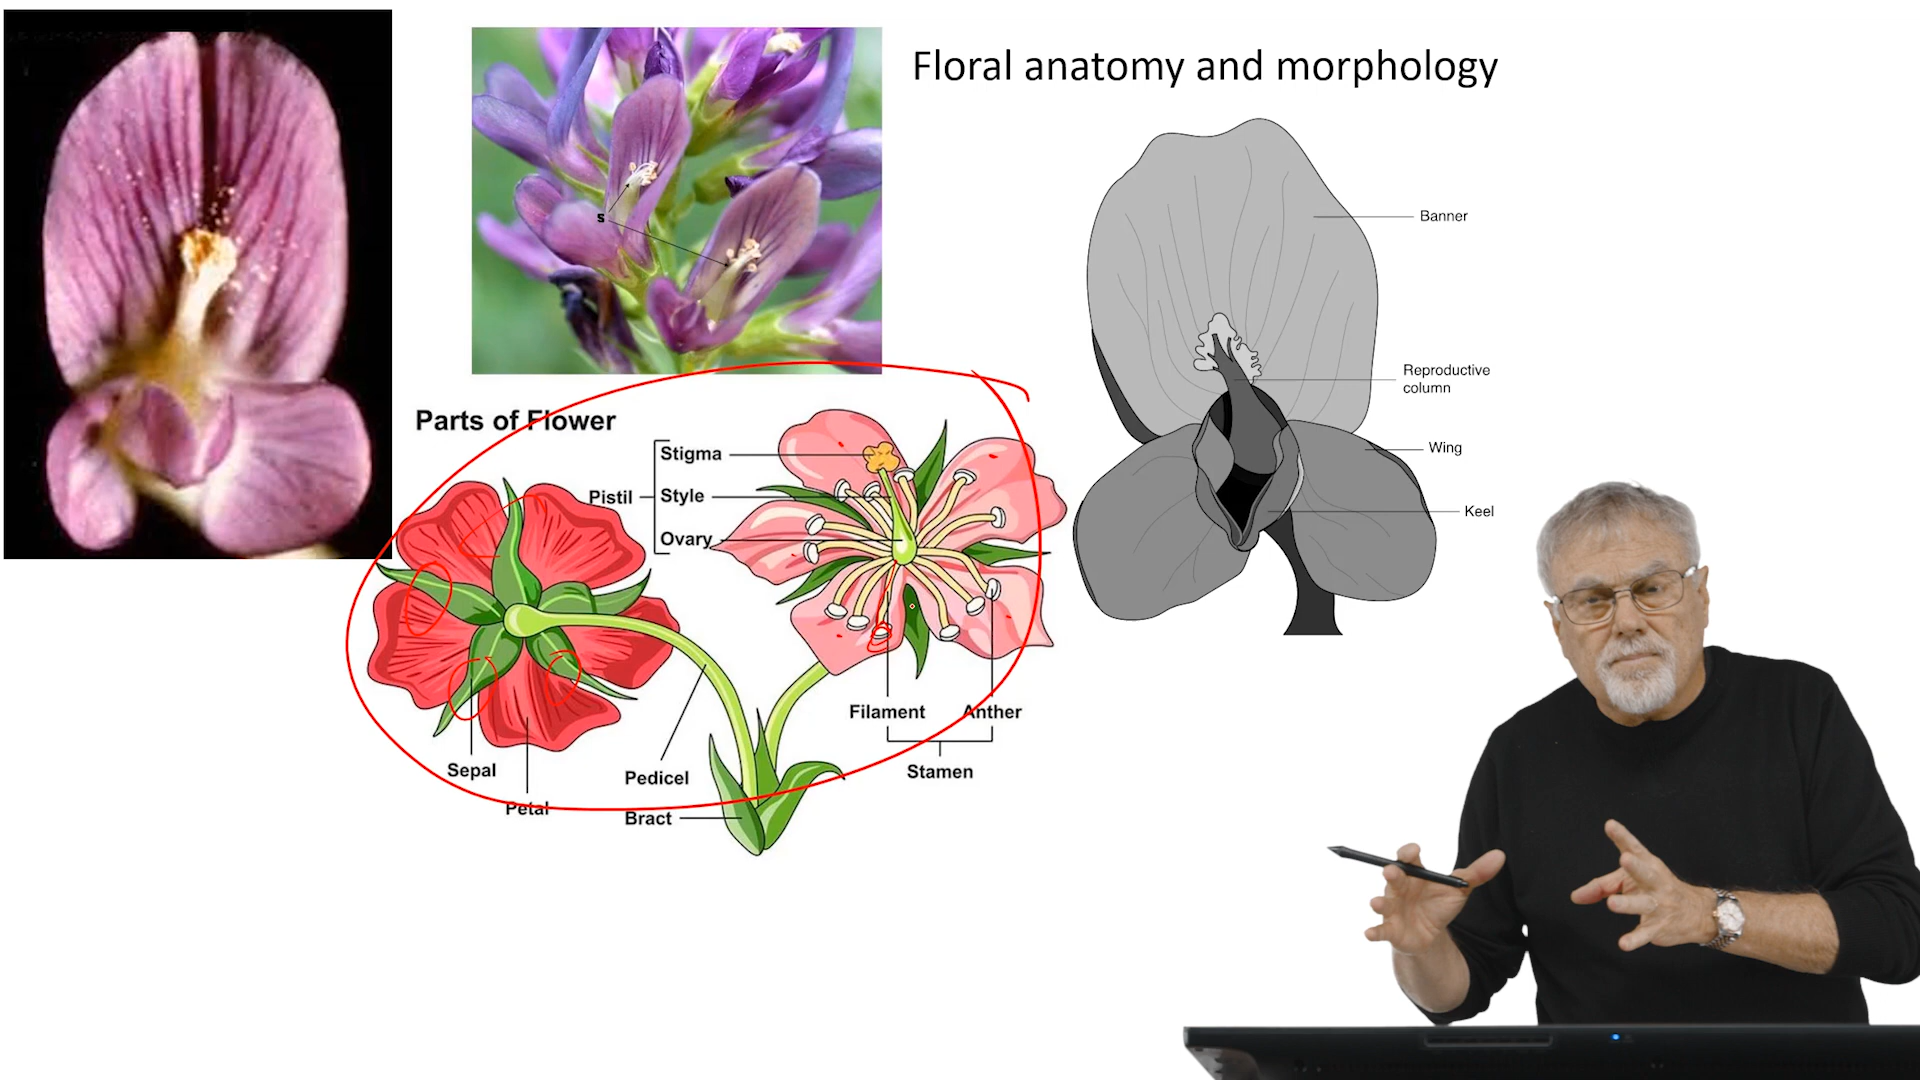 Floral anatomy and morphology
s
Banner
Reproductive
column
Wing
Keel
Parts of Flower
Stigma
Pistil
Style
Ovary
Filament
Anther
Stamen
Sepal
Petal
Pedicel
Bract